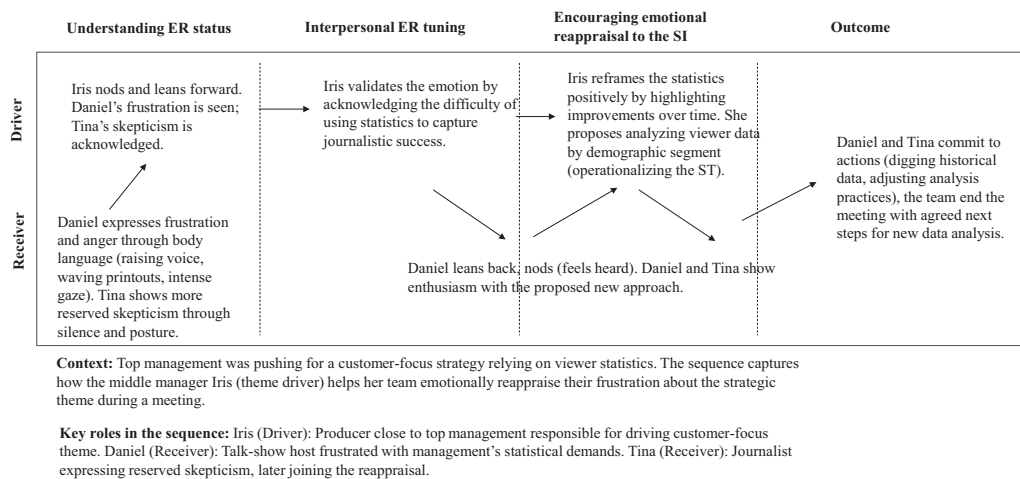 Understanding ER status
Interpersonal ER tuning
Encouraging emotional
reappraisal to the SI
Outcome
Driver
Iris nods and leans forward.
Daniel’s frustration is seen;
Tina’s skepticism is
acknowledged.
Iris validates the emotion by
acknowledging the difficulty of
using statistics to capture
journalistic success.
Iris reframes the statistics
positively by highlighting
improvements over time. She
proposes analyzing viewer data
by demographic segment
(operationalizing the ST).
Daniel and Tina commit to
actions (digging historical
data, adjusting analysis
practices), the team end the
meeting with agreed next
steps for new data analysis.
Receiver
Daniel expresses frustration
and anger through body
language (raising voice,
waving printouts, intense
gaze). Tina shows more
reserved skepticism through
silence and posture.
Daniel leans back, nods (feels heard). Daniel and Tina show
enthusiasm with the proposed new approach.
Context: Top management was pushing for a customer-focus strategy relying on viewer statistics. The sequence captures
how the middle manager Iris (theme driver) helps her team emotionally reappraise their frustration about the strategic
theme during a meeting.
Key roles in the sequence: Iris (Driver): Producer close to top management responsible for driving customer-focus
theme. Daniel (Receiver): Talk-show host frustrated with management’s statistical demands. Tina (Receiver): Journalist
expressing reserved skepticism, later joining the reappraisal.